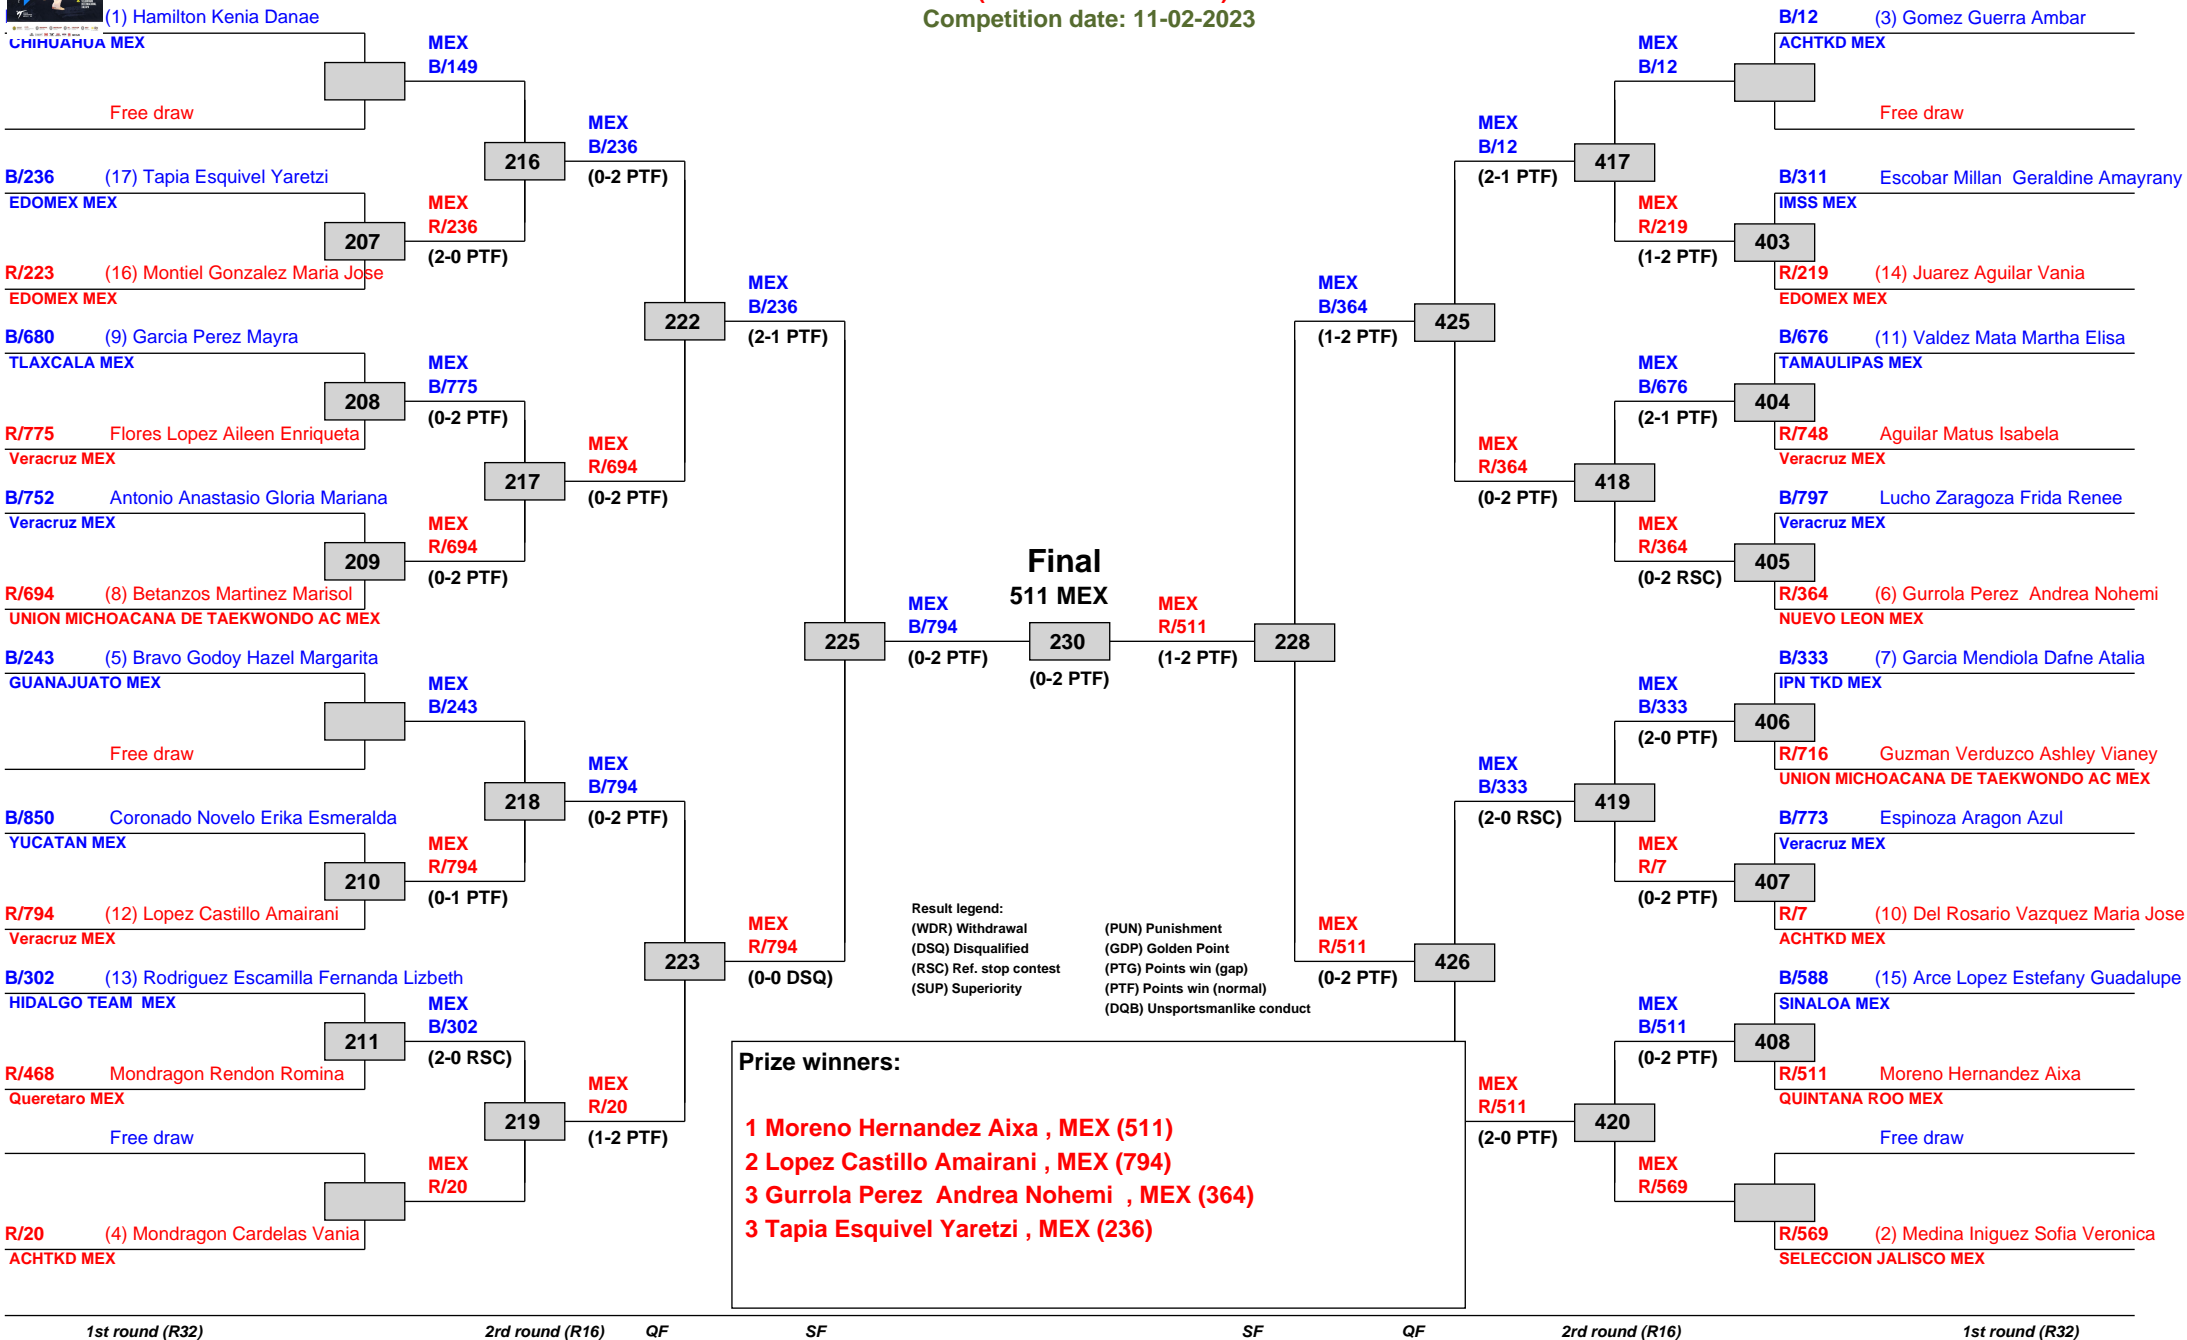 Competition date: 11-02-2023
(1) Hamilton Kenia Danae
CHIHUAHUA MEX
Free draw
B/236 (17) Tapia Esquivel Yaretzi
EDOMEX MEX
R/223 (16) Montiel Gonzalez Maria Jose
EDOMEX MEX
B/680 (9) Garcia Perez Mayra
TLAXCALA MEX
R/775 Flores Lopez Aileen Enriqueta
Veracruz MEX
B/752 Antonio Anastasio Gloria Mariana
Veracruz MEX
R/694 (8) Betanzos Martinez Marisol
UNION MICHOACANA DE TAEKWONDO AC MEX
B/243 (5) Bravo Godoy Hazel Margarita
GUANAJUATO MEX
Free draw
B/850 Coronado Novelo Erika Esmeralda
YUCATAN MEX
R/794 (12) Lopez Castillo Amairani
Veracruz MEX
B/302 (13) Rodriguez Escamilla Fernanda Lizbeth
HIDALGO TEAM MEX
R/468 Mondragon Rendon Romina
Queretaro MEX
Free draw
R/20 (4) Mondragon Cardelas Vania
ACHTKD MEX
207
208
209
210
211
MEX
B/149
MEX
R/236
(2-0 PTF)
MEX
B/775
(0-2 PTF)
MEX
R/694
(0-2 PTF)
MEX
B/243
MEX
R/794
(0-1 PTF)
MEX
B/302
(2-0 RSC)
MEX
R/20
216
217
218
219
MEX
B/236
(0-2 PTF)
MEX
R/694
(0-2 PTF)
MEX
B/794
(0-2 PTF)
MEX
R/20
(1-2 PTF)
222
223
MEX
B/236
(2-1 PTF)
MEX
R/794
(0-0 DSQ)
225
MEX
B/794
(0-2 PTF)
Final
511 MEX
230
(0-2 PTF)
MEX
R/511
(1-2 PTF)
228
MEX
B/364
(1-2 PTF)
MEX
R/511
(0-2 PTF)
425
426
MEX
B/12
(2-1 PTF)
MEX
R/364
(0-2 PTF)
MEX
B/333
(2-0 RSC)
MEX
R/511
(2-0 PTF)
417
418
419
420
MEX
B/12
MEX
R/219
(1-2 PTF)
MEX
B/676
(2-1 PTF)
MEX
R/364
(0-2 RSC)
MEX
B/333
(2-0 PTF)
MEX
R/7
(0-2 PTF)
MEX
B/511
(0-2 PTF)
MEX
R/569
403
404
405
406
407
408
B/12 (3) Gomez Guerra Ambar
ACHTKD MEX
Free draw
B/311 Escobar Millan Geraldine Amayrany
IMSS MEX
R/219 (14) Juarez Aguilar Vania
EDOMEX MEX
B/676 (11) Valdez Mata Martha Elisa
TAMAULIPAS MEX
R/748 Aguilar Matus Isabela
Veracruz MEX
B/797 Lucho Zaragoza Frida Renee
Veracruz MEX
R/364 (6) Gurrola Perez Andrea Nohemi
NUEVO LEON MEX
B/333 (7) Garcia Mendiola Dafne Atalia
IPN TKD MEX
R/716 Guzman Verduzco Ashley Vianey
UNION MICHOACANA DE TAEKWONDO AC MEX
B/773 Espinoza Aragon Azul
Veracruz MEX
R/7 (10) Del Rosario Vazquez Maria Jose
ACHTKD MEX
B/588 (15) Arce Lopez Estefany Guadalupe
SINALOA MEX
R/511 Moreno Hernandez Aixa
QUINTANA ROO MEX
Free draw
R/569 (2) Medina Iniguez Sofia Veronica
SELECCION JALISCO MEX
Result legend:
(WDR) Withdrawal
(DSQ) Disqualified
(RSC) Ref. stop contest
(SUP) Superiority
(PUN) Punishment
(GDP) Golden Point
(PTG) Points win (gap)
(PTF) Points win (normal)
(DQB) Unsportsmanlike conduct
Prize winners:
1 Moreno Hernandez Aixa , MEX (511)
2 Lopez Castillo Amairani , MEX (794)
3 Gurrola Perez Andrea Nohemi , MEX (364)
3 Tapia Esquivel Yaretzi , MEX (236)
1st round (R32) 2rd round (R16) QF SF SF QF 2rd round (R16) 1st round (R32)